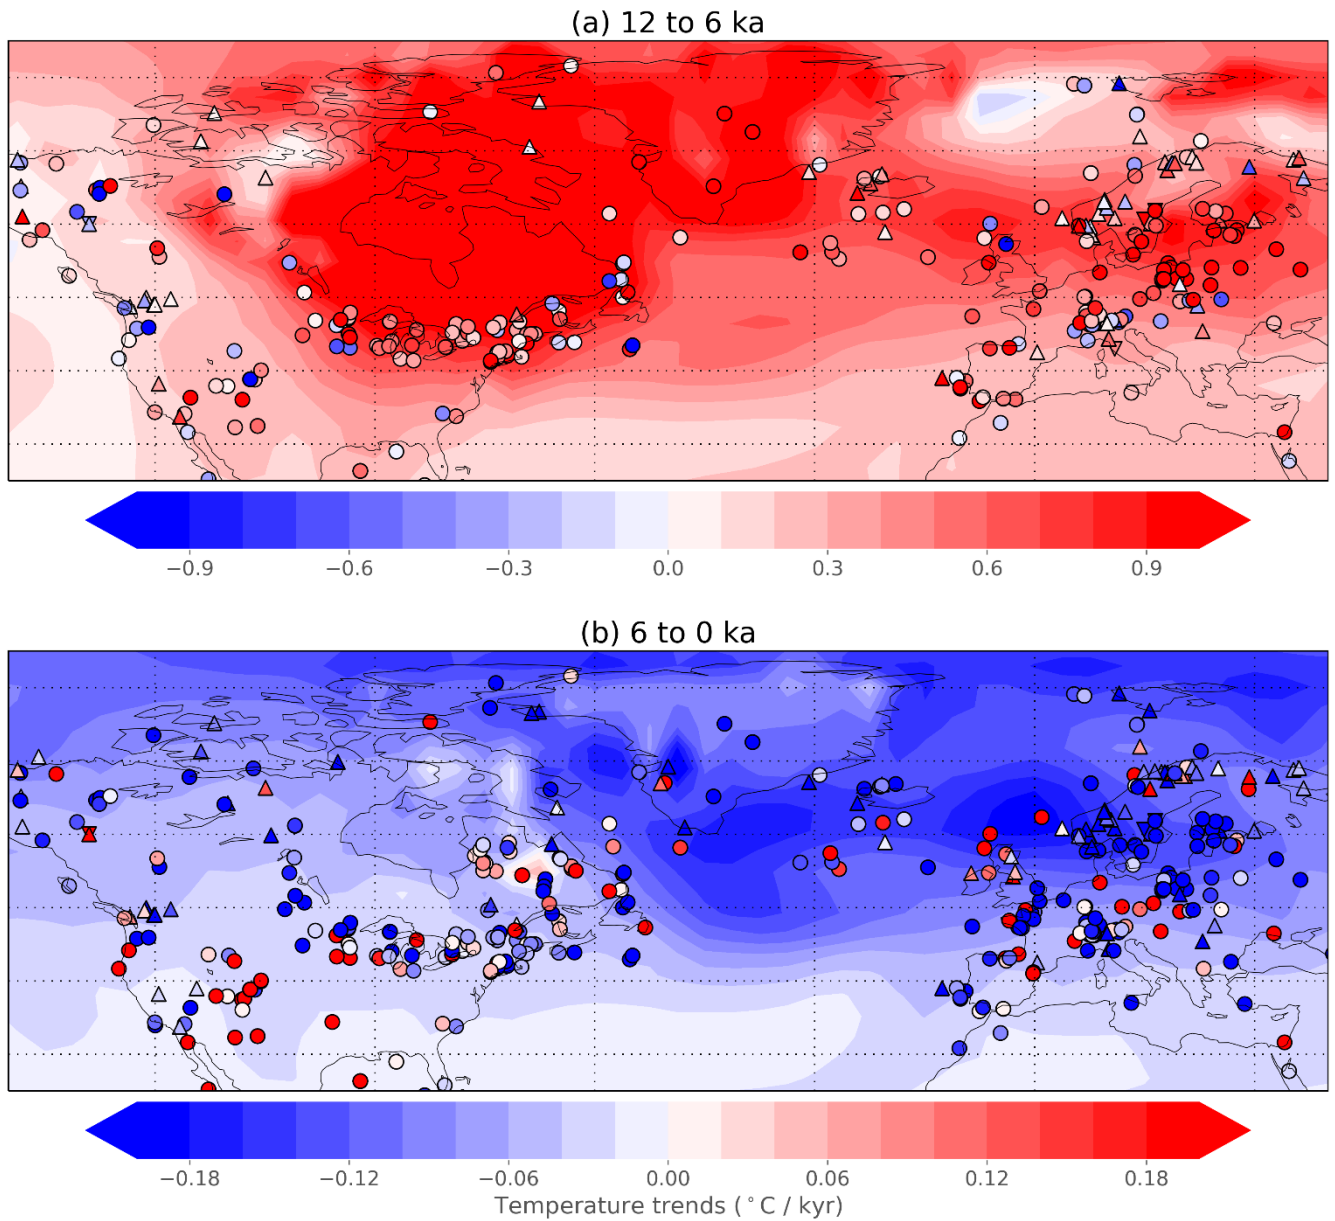 (a) 12 to 6 ka
−0.9 −0.6 −0.3 0.0 0.3 0.6 0.9
(b) 6 to 0 ka
−0.18 −0.12 −0.06 0.00 0.06 0.12 0.18
Temperature trends (°C / kyr)